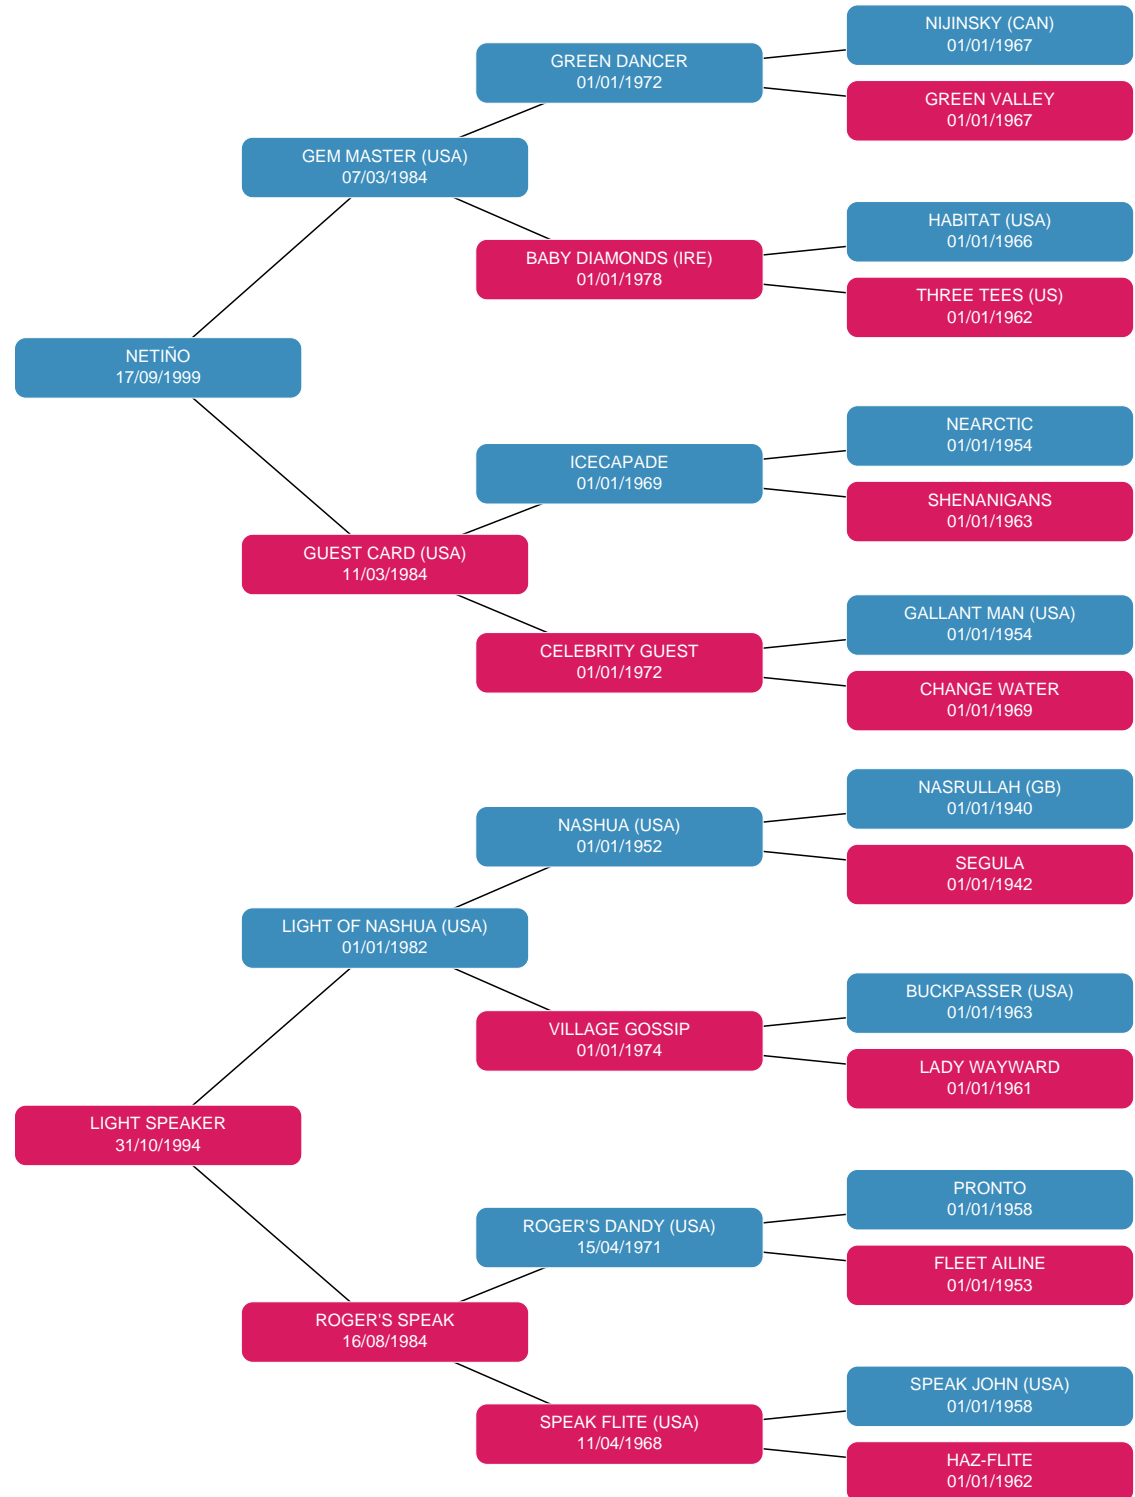 NIJINSKY (CAN)
01/01/1967
GREEN DANCER
01/01/1972
GREEN VALLEY
01/01/1967
GEM MASTER (USA)
07/03/1984
HABITAT (USA)
01/01/1966
BABY DIAMONDS (IRE)
01/01/1978
THREE TEES (US)
01/01/1962
NETIÑO
17/09/1999
NEARCTIC
01/01/1954
ICECAPADE
01/01/1969
SHENANIGANS
01/01/1963
GUEST CARD (USA)
11/03/1984
GALLANT MAN (USA)
01/01/1954
CELEBRITY GUEST
01/01/1972
CHANGE WATER
01/01/1969
NASRULLAH (GB)
01/01/1940
NASHUA (USA)
01/01/1952
SEGULA
01/01/1942
LIGHT OF NASHUA (USA)
01/01/1982
BUCKPASSER (USA)
01/01/1963
VILLAGE GOSSIP
01/01/1974
LADY WAYWARD
01/01/1961
LIGHT SPEAKER
31/10/1994
PRONTO
01/01/1958
ROGER'S DANDY (USA)
15/04/1971
FLEET AILINE
01/01/1953
ROGER'S SPEAK
16/08/1984
SPEAK JOHN (USA)
01/01/1958
SPEAK FLITE (USA)
11/04/1968
HAZ-FLITE
01/01/1962